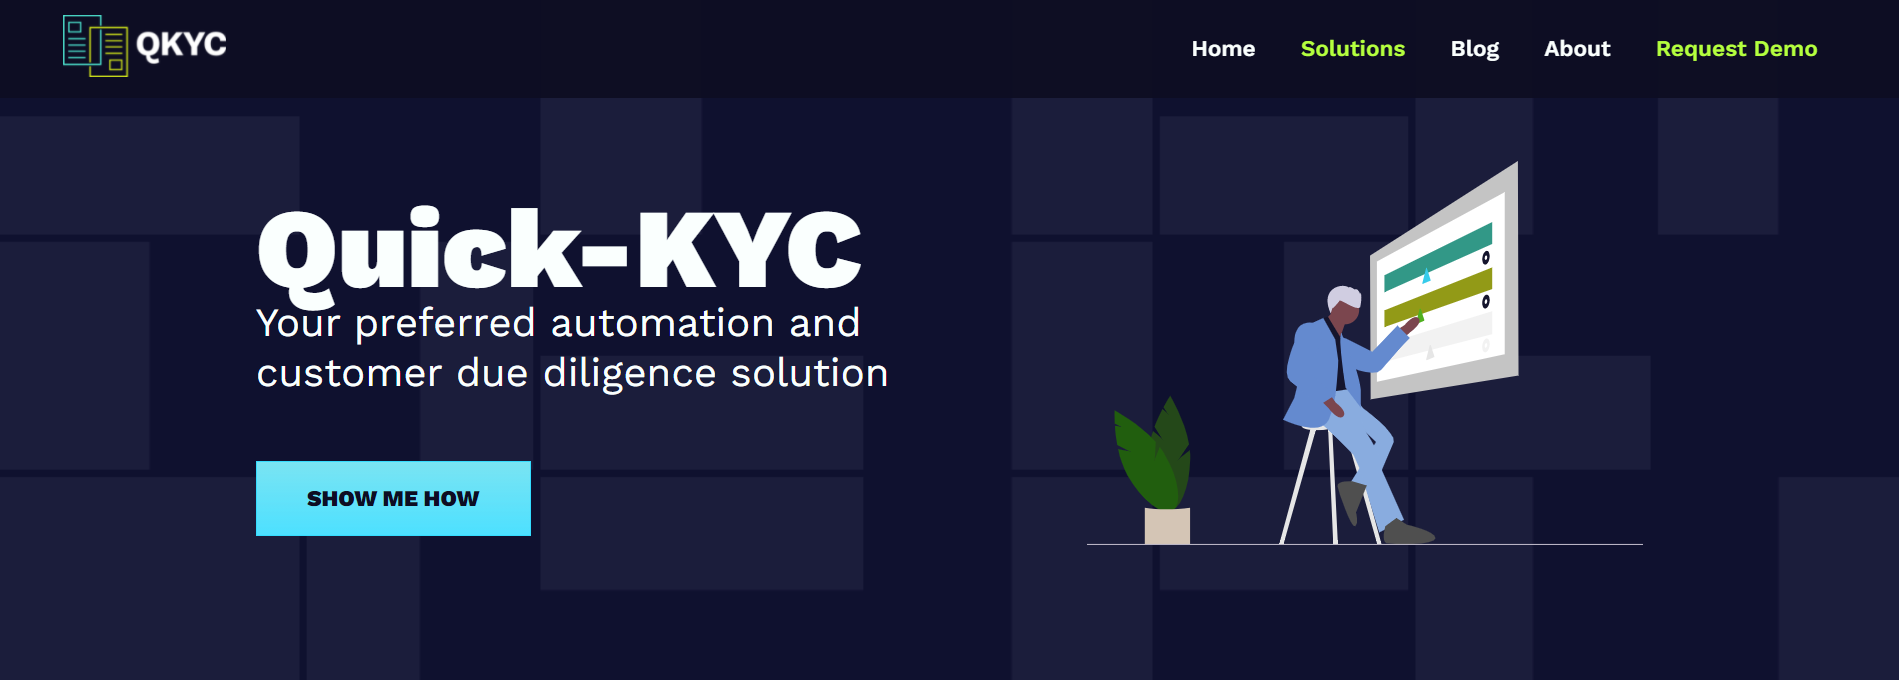 QKYC
Home Solutions Blog About Request Demo
Quick-KYC
Your preferred automation and
customer due diligence solution
SHOW ME HOW